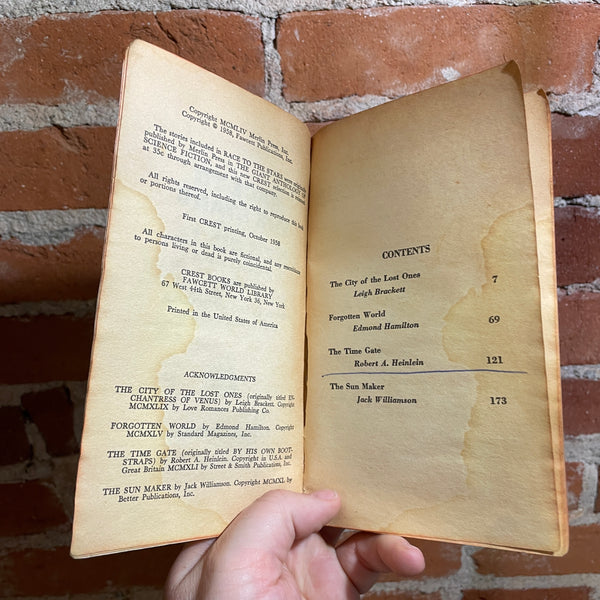 Copyright MCMLIV Merlin Press, Inc.
Copyright © 1958, Fawcett Publications, Inc.
The stories included in RACE TO THE STARS were originally
published by Merlin Press in THE GIANT ANTHOLOGY OF
SCIENCE FICTION, and this new CREST selection is reissued
at 35c through arrangement with that company.
All rights reserved, including the right to reproduce this book
or portions thereof.
First CREST printing, October 1958
All characters in this book are fictional, and any resemblance
to persons living or dead is purely coincidental.
CREST BOOKS are published by
FAWCETT WORLD LIBRARY
67 West 44th Street, New York 36, New York
Printed in the United States of America
ACKNOWLEDGMENTS
THE CITY OF THE LOST ONES (originally titled EN-
CHANTRESS OF VENUS) by Leigh Brackett. Copyright
MCMXLIX by Love Romances Publishing Co.
FORGOTTEN WORLD by Edmond Hamilton. Copyright
MCMXLV by Standard Magazines, Inc.
THE TIME GATE (originally titled BY HIS OWN BOOT-
STRAPS) by Robert A. Heinlein. Copyright in U.S.A. and
Great Britain MCMXLI by Street & Smith Publications, Inc.
THE SUN MAKER by Jack Williamson. Copyright MCMXL by
Better Publications, Inc.
CONTENTS
The City of the Lost Ones 7
Leigh Brackett
Forgotten World 69
Edmond Hamilton
The Time Gate 121
Robert A. Heinlein
The Sun Maker 173
Jack Williamson